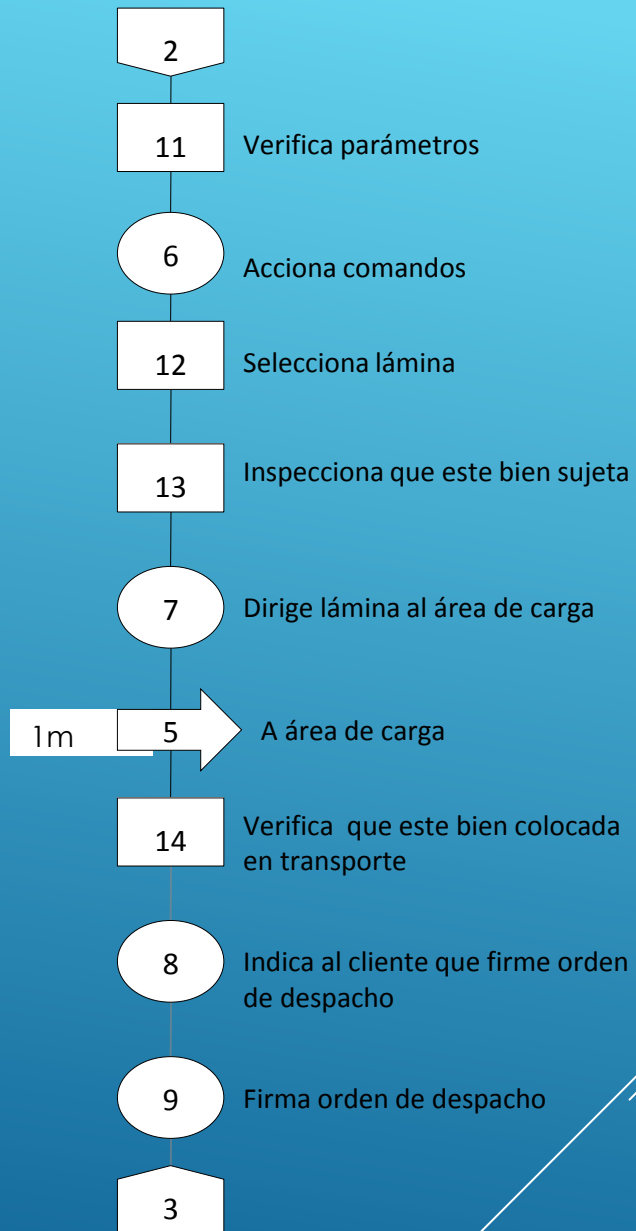 2
11 Verifica parámetros
6 Acciona comandos
12 Selecciona lámina
13 Inspecciona que este bien sujeta
7 Dirige lámina al área de carga
1m 5 A área de carga
14 Verifica que este bien colocada
en transporte
8 Indica al cliente que firme orden
de despacho
9 Firma orden de despacho
3